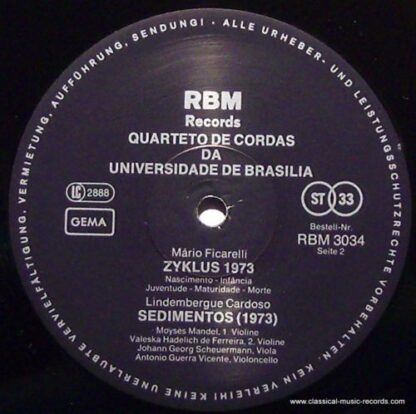 KEIN VERLEIH! KEINE UNERLAUBTE VERVIELFÄLTIGUNG, VERMIETUNG, AUFFÜHRUNG, SENDUNG! - ALLE URHEBER- UND LEISTUNGSSCHUTZRECHTE VORBEHALTEN.
RBM
Records
QUARTETO DE CORDAS
DA
UNIVERSIDADE DE BRASILIA
LC 2888
GEMA
ST 33
Bestell-Nr.
RBM 3034
Seite 2
Mário Ficarelli
ZYKLUS 1973
Nascimento - Infância
Juventude - Maturidade - Morte
Lindembergue Cardoso
SEDIMENTOS (1973)
Moysés Mandel, 1. Violine
Valeska Hadelich de Ferreira, 2. Violine
Johann Georg Scheuermann, Viola
Antonio Guerra Vicente, Violoncello
www.classical-music-records.com